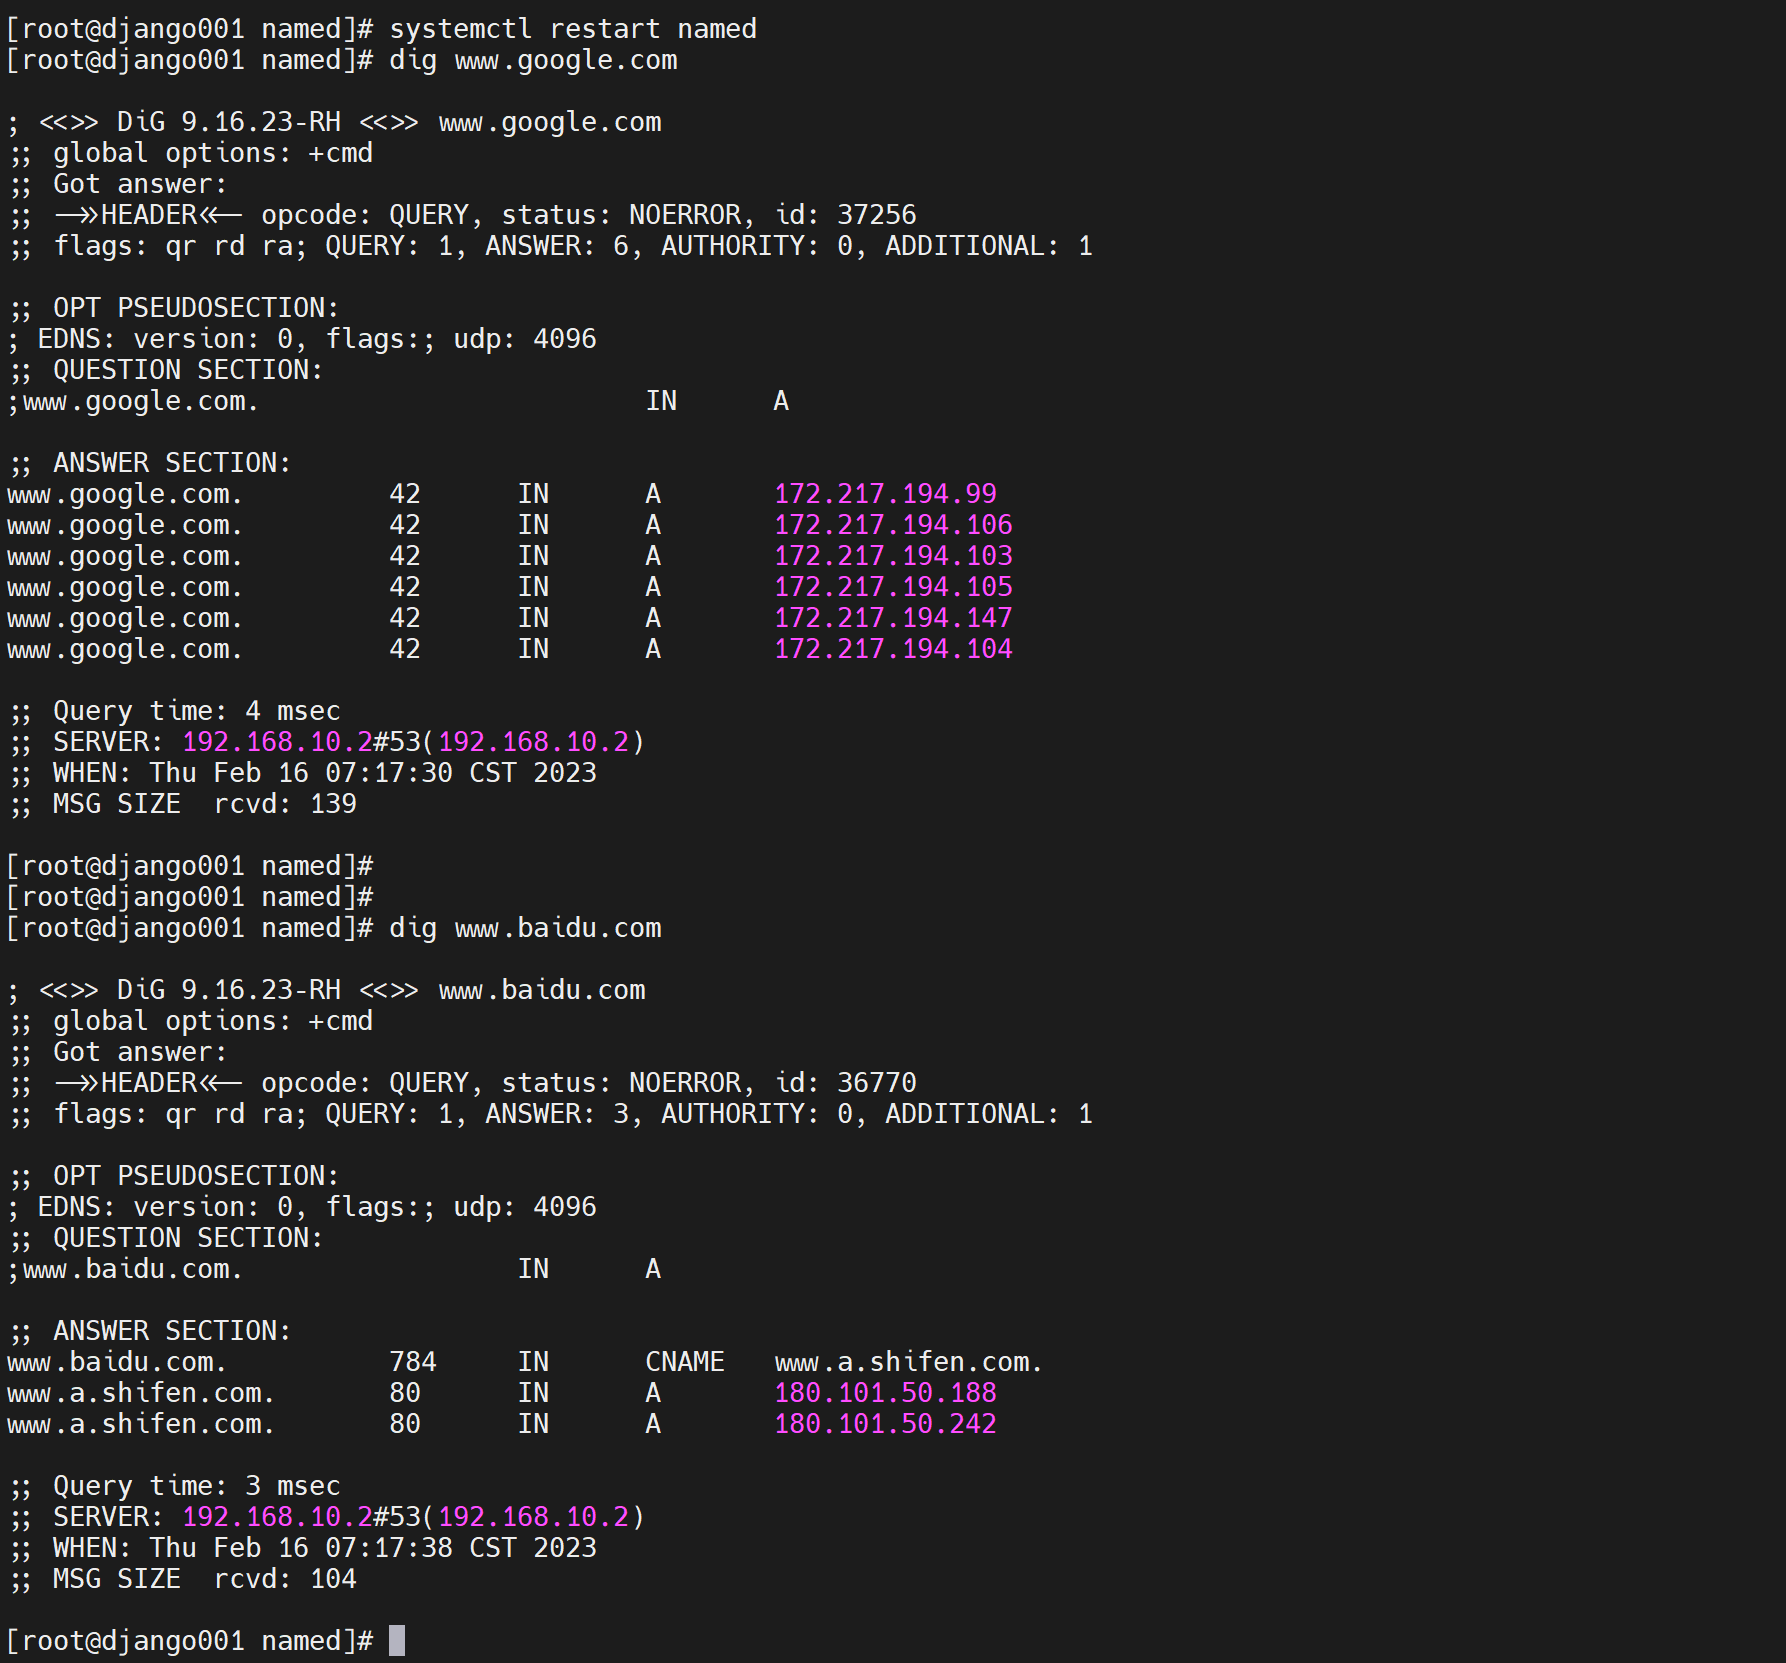 [root@django001 named]# systemctl restart named
[root@django001 named]# dig www.google.com
; <<>> DiG 9.16.23-RH <<>> www.google.com
;; global options: +cmd
;; Got answer:
;; ->>HEADER<<- opcode: QUERY, status: NOERROR, id: 37256
;; flags: qr rd ra; QUERY: 1, ANSWER: 6, AUTHORITY: 0, ADDITIONAL: 1
;; OPT PSEUDOSECTION:
; EDNS: version: 0, flags:; udp: 4096
;; QUESTION SECTION:
;www.google.com. IN A
;; ANSWER SECTION:
www.google.com. 42 IN A 172.217.194.99
www.google.com. 42 IN A 172.217.194.106
www.google.com. 42 IN A 172.217.194.103
www.google.com. 42 IN A 172.217.194.105
www.google.com. 42 IN A 172.217.194.147
www.google.com. 42 IN A 172.217.194.104
;; Query time: 4 msec
;; SERVER: 192.168.10.2#53(192.168.10.2)
;; WHEN: Thu Feb 16 07:17:30 CST 2023
;; MSG SIZE  rcvd: 139
[root@django001 named]#
[root@django001 named]#
[root@django001 named]# dig www.baidu.com
; <<>> DiG 9.16.23-RH <<>> www.baidu.com
;; global options: +cmd
;; Got answer:
;; ->>HEADER<<- opcode: QUERY, status: NOERROR, id: 36770
;; flags: qr rd ra; QUERY: 1, ANSWER: 3, AUTHORITY: 0, ADDITIONAL: 1
;; OPT PSEUDOSECTION:
; EDNS: version: 0, flags:; udp: 4096
;; QUESTION SECTION:
;www.baidu.com. IN A
;; ANSWER SECTION:
www.baidu.com. 784 IN CNAME www.a.shifen.com.
www.a.shifen.com. 80 IN A 180.101.50.188
www.a.shifen.com. 80 IN A 180.101.50.242
;; Query time: 3 msec
;; SERVER: 192.168.10.2#53(192.168.10.2)
;; WHEN: Thu Feb 16 07:17:38 CST 2023
;; MSG SIZE  rcvd: 104
[root@django001 named]#